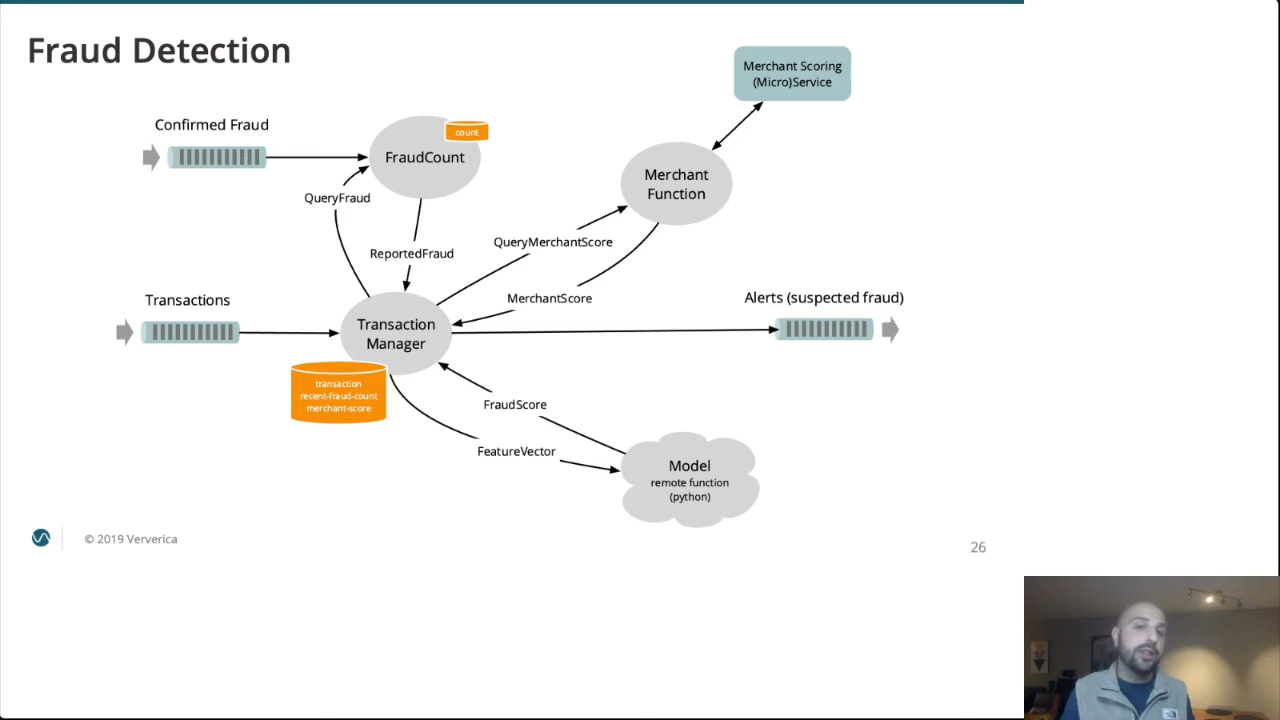 Fraud Detection
Merchant Scoring
(Micro)Service
Confirmed Fraud
count
FraudCount
Merchant
Function
QueryFraud
QueryMerchantScore
ReportedFraud
MerchantScore
Transactions
Alerts (suspected fraud)
Transaction
Manager
transaction
recent-fraud-count
merchant-score
FraudScore
FeatureVector
Model
remote function
(python)
© 2019 Ververica
26